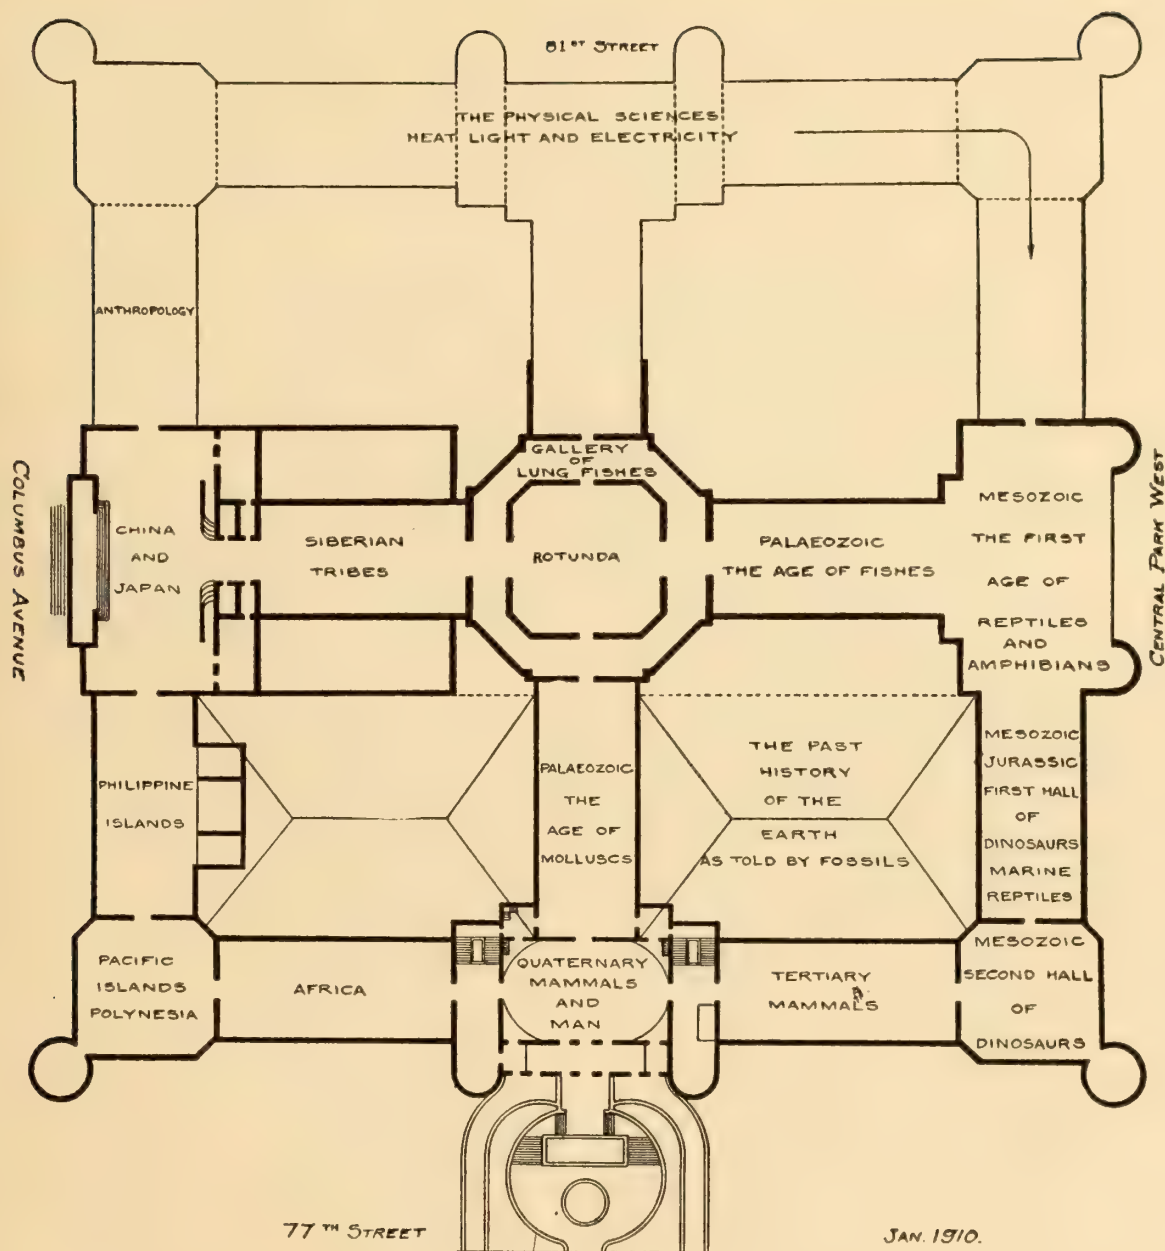 81ST STREET
THE PHYSICAL SCIENCES
HEAT LIGHT AND ELECTRICITY
ANTHROPOLOGY
COLUMBUS AVENUE
CHINA
AND
JAPAN
SIBERIAN
TRIBES
GALLERY
OF
LUNG FISHES
ROTUNDA
PALAEOZOIC
THE AGE OF FISHES
MESOZOIC
THE FIRST
AGE OF
REPTILES
AND
AMPHIBIANS
CENTRAL PARK WEST
PHILIPPINE
ISLANDS
PALAEOZOIC
THE
AGE OF
MOLLUSCS
THE PAST
HISTORY
OF THE
EARTH
AS TOLD BY FOSSILS
MESOZOIC
JURASSIC
FIRST HALL
OF
DINOSAURS
MARINE
REPTILES
PACIFIC
ISLANDS
POLYNESIA
AFRICA
QUATERNARY
MAMMALS
AND
MAN
TERTIARY
MAMMALS
MESOZOIC
SECOND HALL
OF
DINOSAURS
77TH STREET
JAN. 1910.